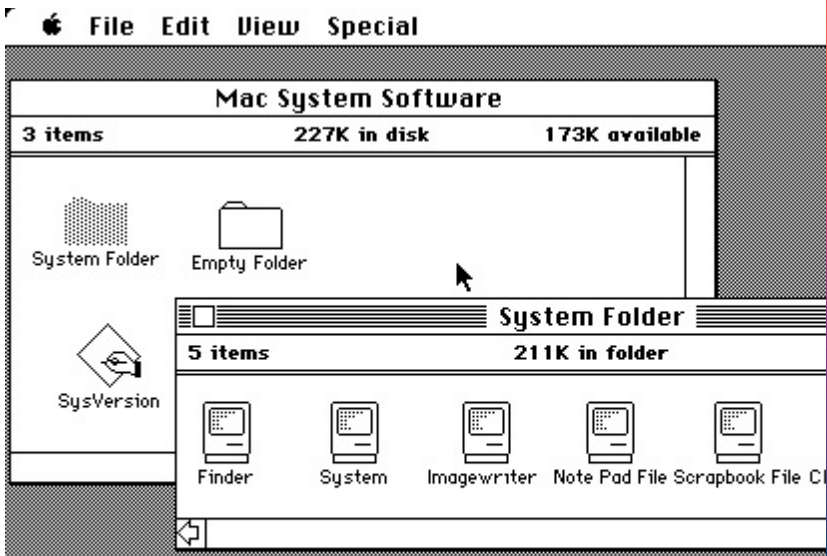 File Edit View Special
Mac System Software
3 items 227K in disk 173K available
System Folder Empty Folder
SysVersion
System Folder
5 items 211K in folder
Finder System Imagewriter Note Pad File Scrapbook File